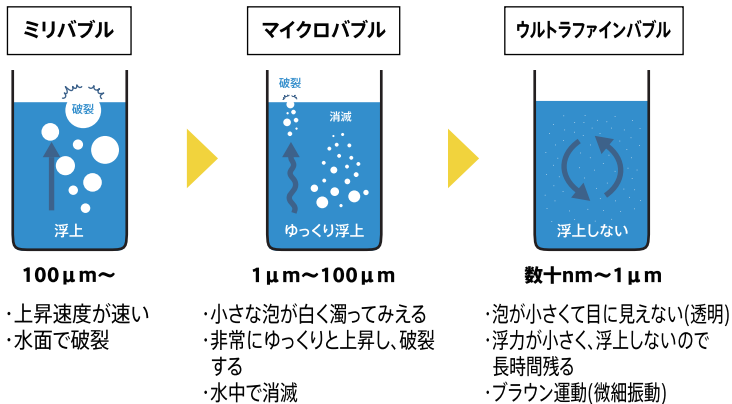 ミリバブル
マイクロバブル
ウルトラファインバブル
破裂
破裂
消滅
浮上
ゆっくり浮上
浮上しない
100μm～
1μm～100μm
数十nm～1μm
・上昇速度が速い
・水面で破裂
・小さな泡が白く濁ってみえる
・非常にゆっくりと上昇し、破裂
する
・水中で消滅
・泡が小さくて目に見えない(透明)
・浮力が小さく、浮上しないので
長時間残る
・ブラウン運動(微細振動)